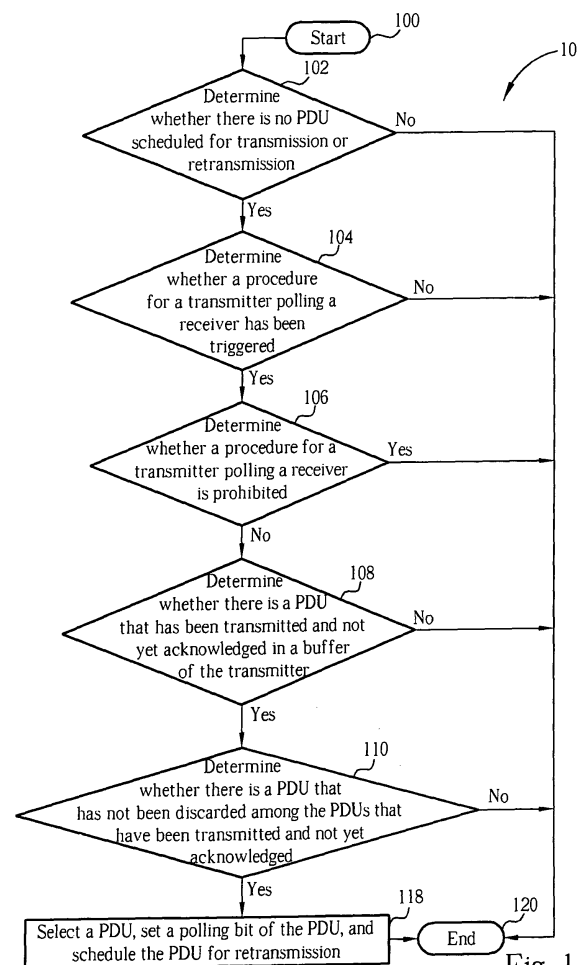 Start
100
10
102
Determine
whether there is no PDU
scheduled for transmission or
retransmission
No
Yes
104
Determine
whether a procedure
for a transmitter polling a
receiver has been
triggered
No
Yes
106
Determine
whether a procedure for a
transmitter polling a receiver
is prohibited
Yes
No
108
Determine
whether there is a PDU
that has been transmitted and not
yet acknowledged in a buffer
of the transmitter
No
Yes
110
Determine
whether there is a PDU that
has not been discarded among the PDUs that
have been transmitted and not yet
acknowledged
No
Yes
118
Select a PDU, set a polling bit of the PDU, and
schedule the PDU for retransmission
120
End
Fig. 1